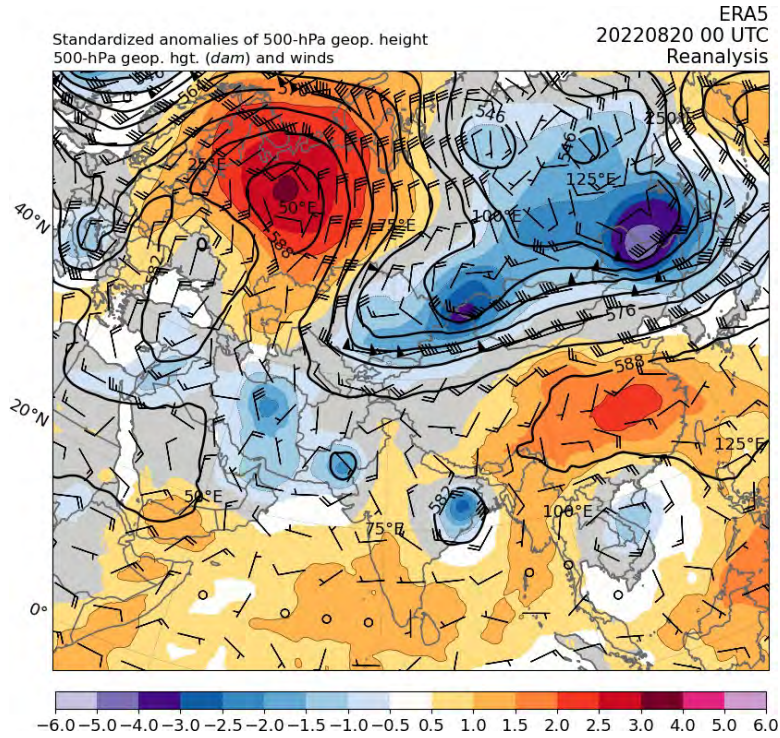 ERA5
20220820 00 UTC
Reanalysis
Standardized anomalies of 500-hPa geop. height
500-hPa geop. hgt. (dam) and winds
546
546
250°
125°E
25°E
50°E
100°E
75°E
40°N
588
576
588
20°N
125°E
50°E
75°E
100°E
0°
−6.0 −5.0 −4.0 −3.0 −2.5 −2.0 −1.5 −1.0 −0.5 0.5 1.0 1.5 2.0 2.5 3.0 4.0 5.0 6.0